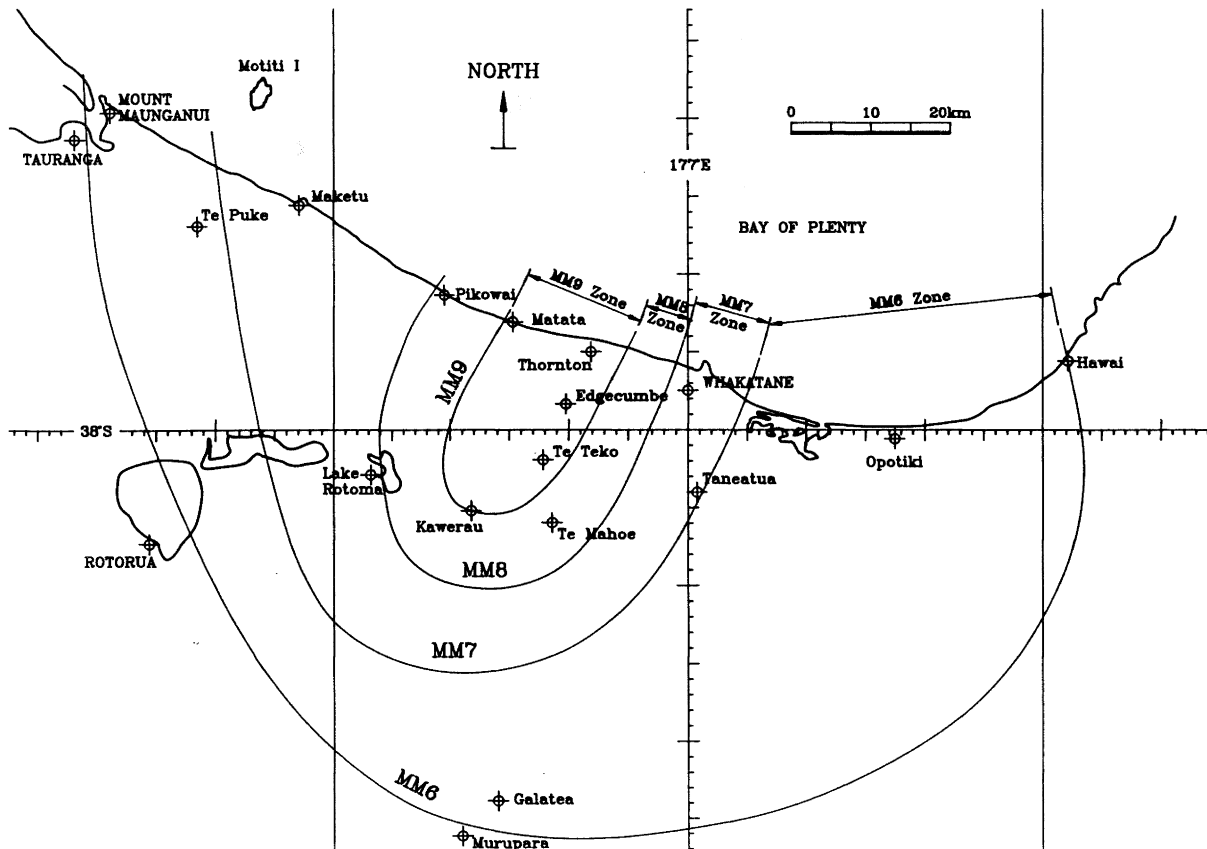 Motiti I
NORTH
MOUNT
MAUNGANUI
TAURANGA
0 10 20km
177°E
Te Puke
Maketu
BAY OF PLENTY
Pikowai
Matata
MM9 Zone
MM8
Zone
MM7
Zone
MM6 Zone
Thornton
Hawai
MM9
Edgecumbe
WHAKATANE
38°S
Te Teko
Opotiki
Lake
Rotoma
Taneatua
Kawerau
Te Mahoe
ROTORUA
MM8
MM7
MM6
Galatea
Murupara